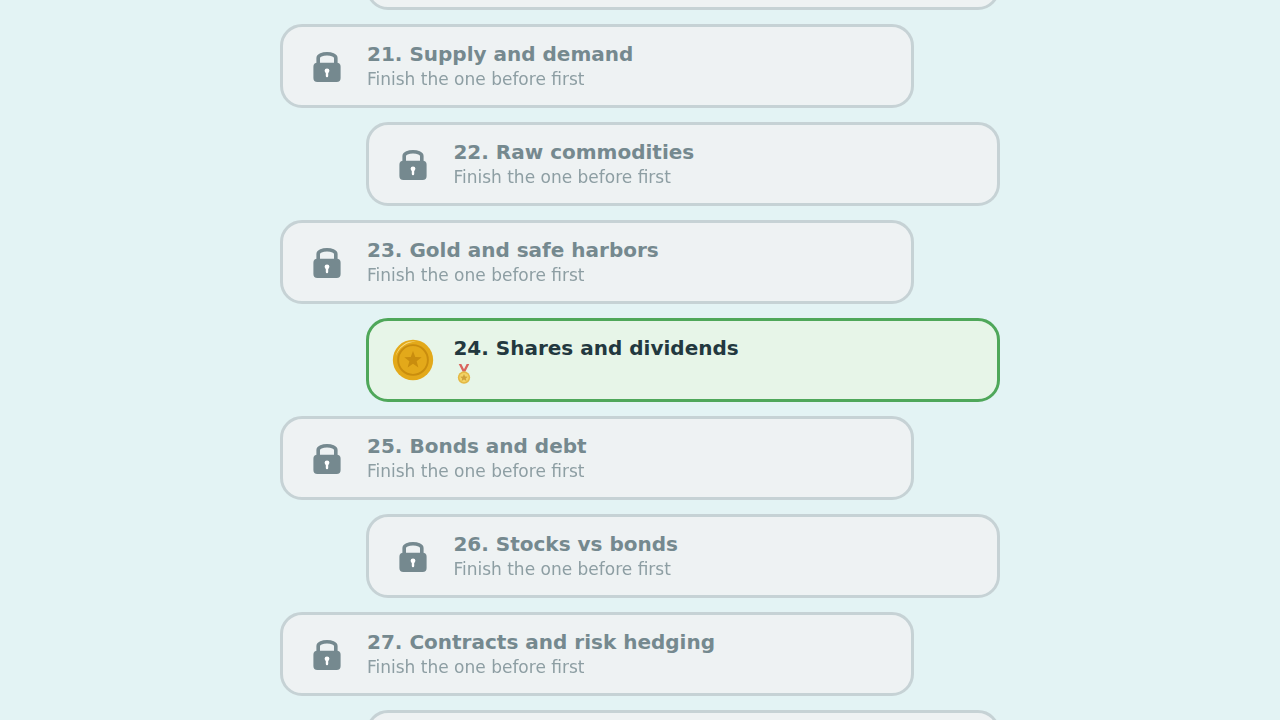 21. Supply and demand
Finish the one before first
22. Raw commodities
Finish the one before first
23. Gold and safe harbors
Finish the one before first
24. Shares and dividends
25. Bonds and debt
Finish the one before first
26. Stocks vs bonds
Finish the one before first
27. Contracts and risk hedging
Finish the one before first